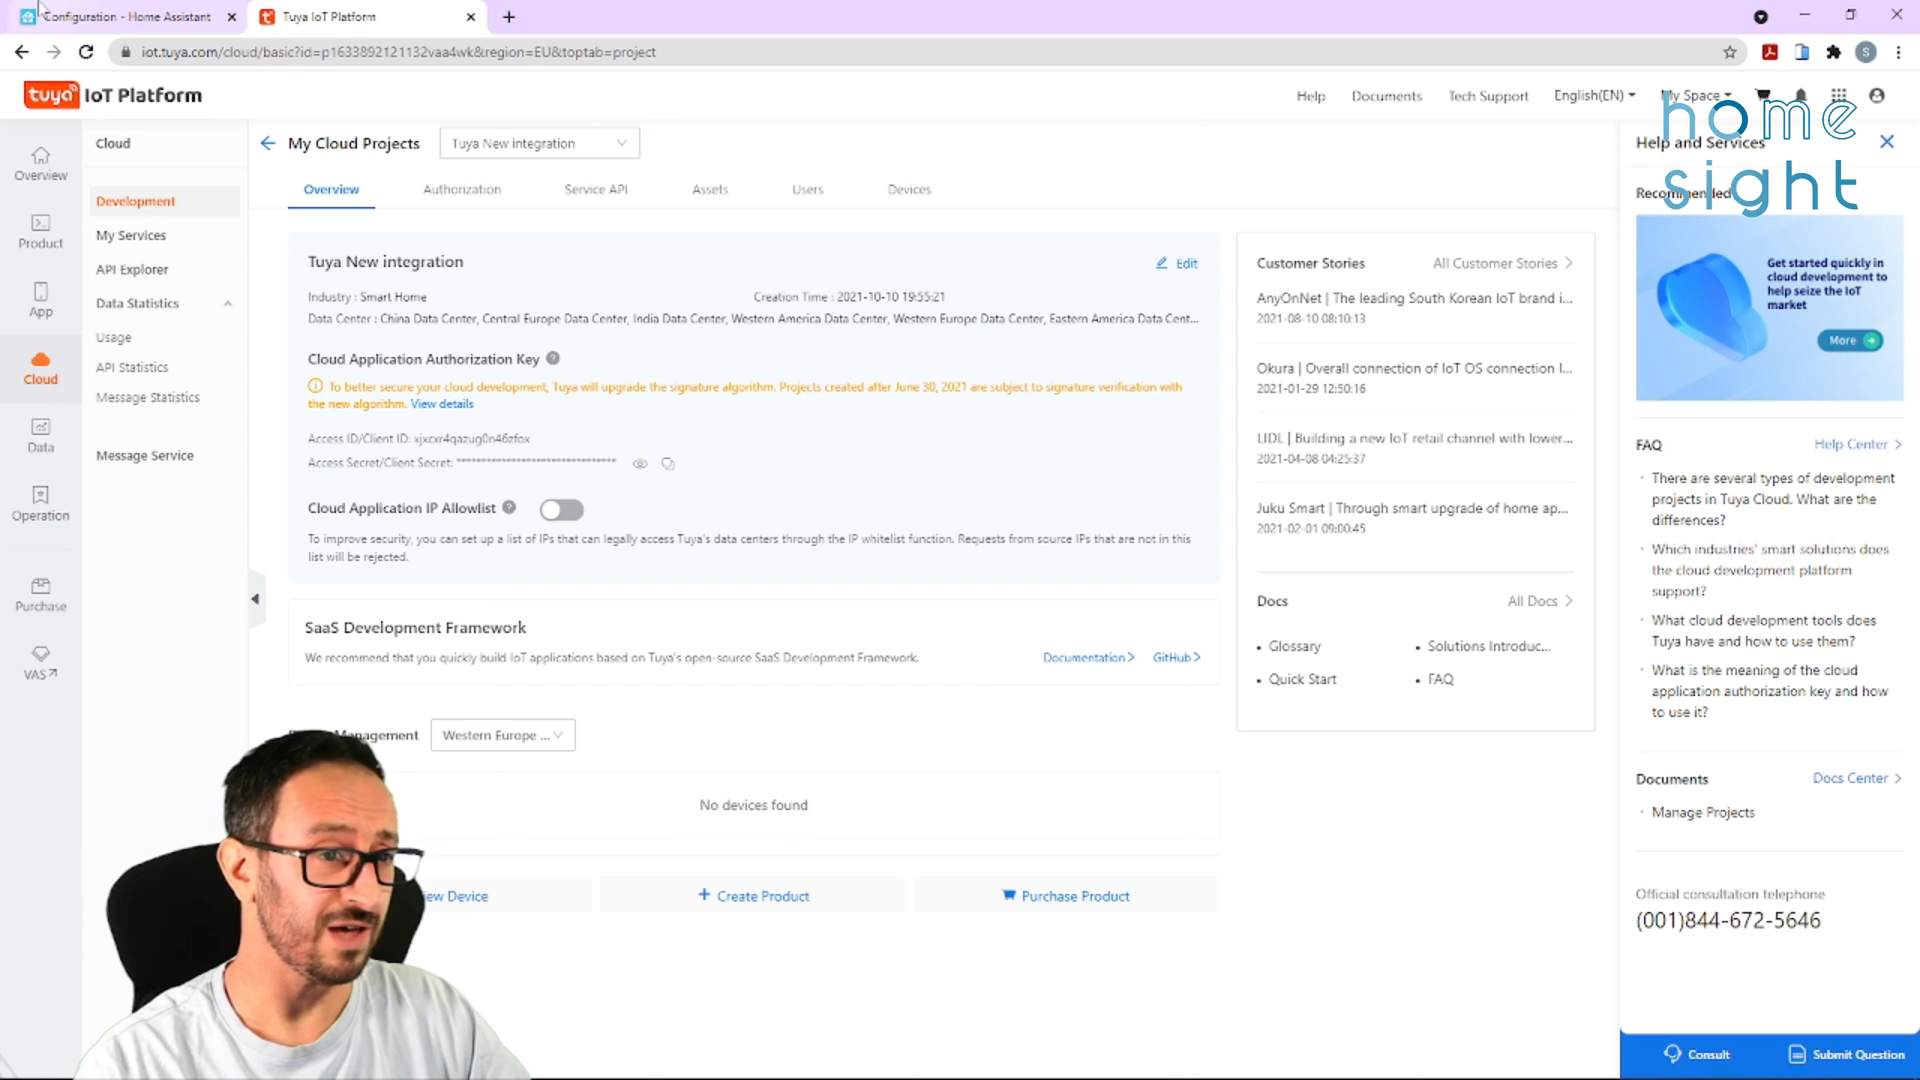 Configuration - Home Assistant
Tuya IoT Platform
iot.tuya.com/cloud/basic?id=p1633892121132vaa4wk&region=EU&toptab=project
S
tuya IoT Platform
Help
Documents
Tech Support
English(EN)
My Space
home
sight
Overview
Product
App
Cloud
Data
Operation
Purchase
VAS
Cloud
Development
My Services
API Explorer
Data Statistics
Usage
API Statistics
Message Statistics
Message Service
My Cloud Projects
Tuya New integration
Overview
Authorization
Service API
Assets
Users
Devices
Tuya New integration
Edit
Industry : Smart Home
Creation Time : 2021-10-10 19:55:21
Data Center : China Data Center, Central Europe Data Center, India Data Center, Western America Data Center, Western Europe Data Center, Eastern America Data Cent...
Cloud Application Authorization Key
To better secure your cloud development, Tuya will upgrade the signature algorithm. Projects created after June 30, 2021 are subject to signature verification with
the new algorithm. View details
Access ID/Client ID: xjxcxr4qazug0n46zfox
Access Secret/Client Secret: ***********************************
Cloud Application IP Allowlist
To improve security, you can set up a list of IPs that can legally access Tuya's data centers through the IP whitelist function. Requests from source IPs that are not in this
list will be rejected.
SaaS Development Framework
We recommend that you quickly build IoT applications based on Tuya's open-source SaaS Development Framework.
Documentation>
GitHub>
Management
Western Europe ...
No devices found
ew Device
+ Create Product
Purchase Product
Customer Stories
All Customer Stories >
AnyOnNet | The leading South Korean IoT brand i...
2021-08-10 08:10:13
Okura | Overall connection of IoT OS connection I...
2021-01-29 12:50:16
LIDL | Building a new IoT retail channel with lower...
2021-04-08 04:25:37
Juku Smart | Through smart upgrade of home ap...
2021-02-01 09:00:45
Docs
All Docs >
• Glossary
• Solutions Introduc...
• Quick Start
• FAQ
Help and Services
Recommended
Get started quickly in
cloud development to
help seize the IoT
market
More
FAQ
Help Center >
There are several types of development
projects in Tuya Cloud. What are the
differences?
Which industries' smart solutions does
the cloud development platform
support?
What cloud development tools does
Tuya have and how to use them?
What is the meaning of the cloud
application authorization key and how
to use it?
Documents
Docs Center >
Manage Projects
Official consultation telephone
(001)844-672-5646
Consult
Submit Question